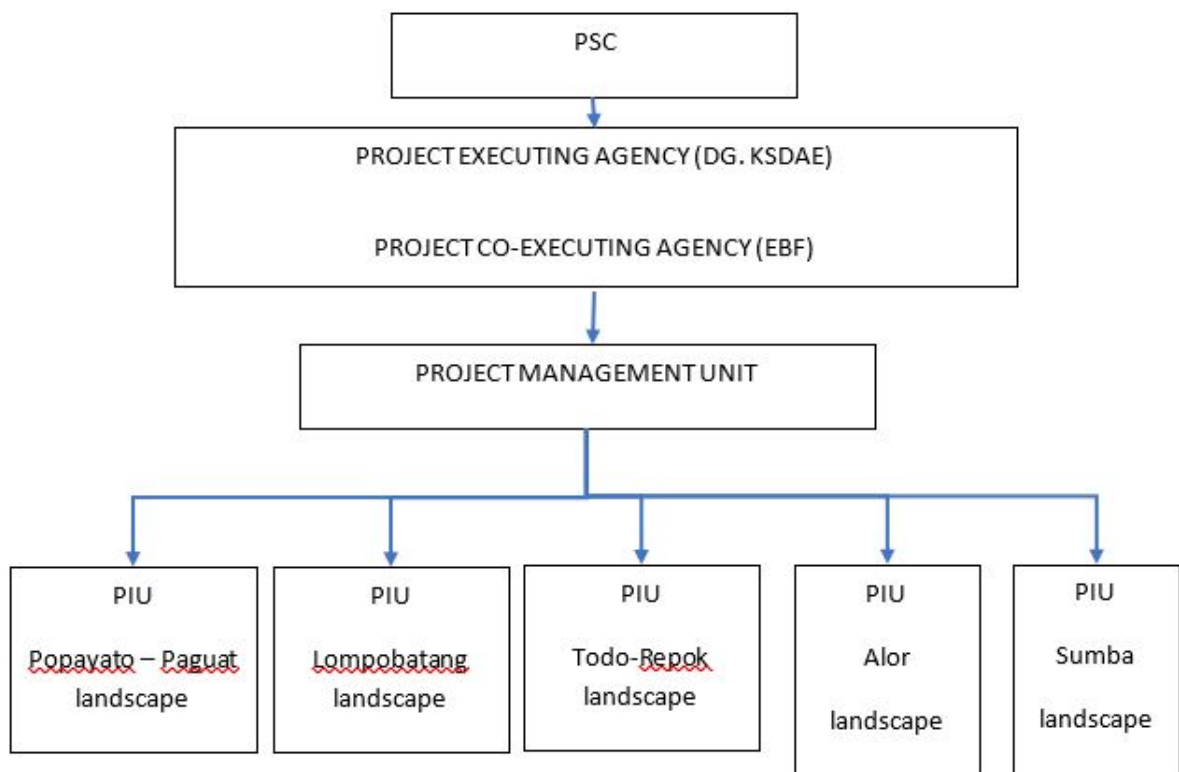 PSC
PROJECT EXECUTING AGENCY (DG. KSDAE)
PROJECT CO-EXECUTING AGENCY (EBF)
PROJECT MANAGEMENT UNIT
PIU
Popayato – Paguat
landscape
PIU
Lompobatang
landscape
PIU
Todo-Repok
landscape
PIU
Alor
landscape
PIU
Sumba
landscape